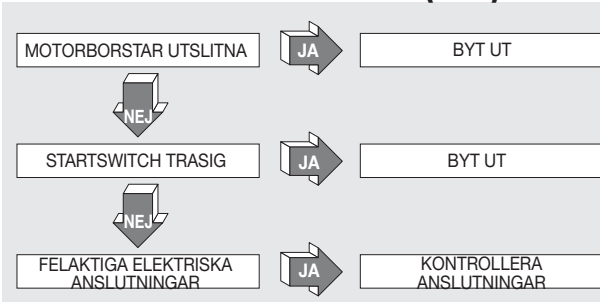 MOTORBORSTAR UTSLITNA
JA
BYT UT
NEJ
STARTSWITCH TRASIG
JA
BYT UT
NEJ
FELAKTIGA ELEKTRISKA
ANSLUTNINGAR
JA
KONTROLLERA
ANSLUTNINGAR